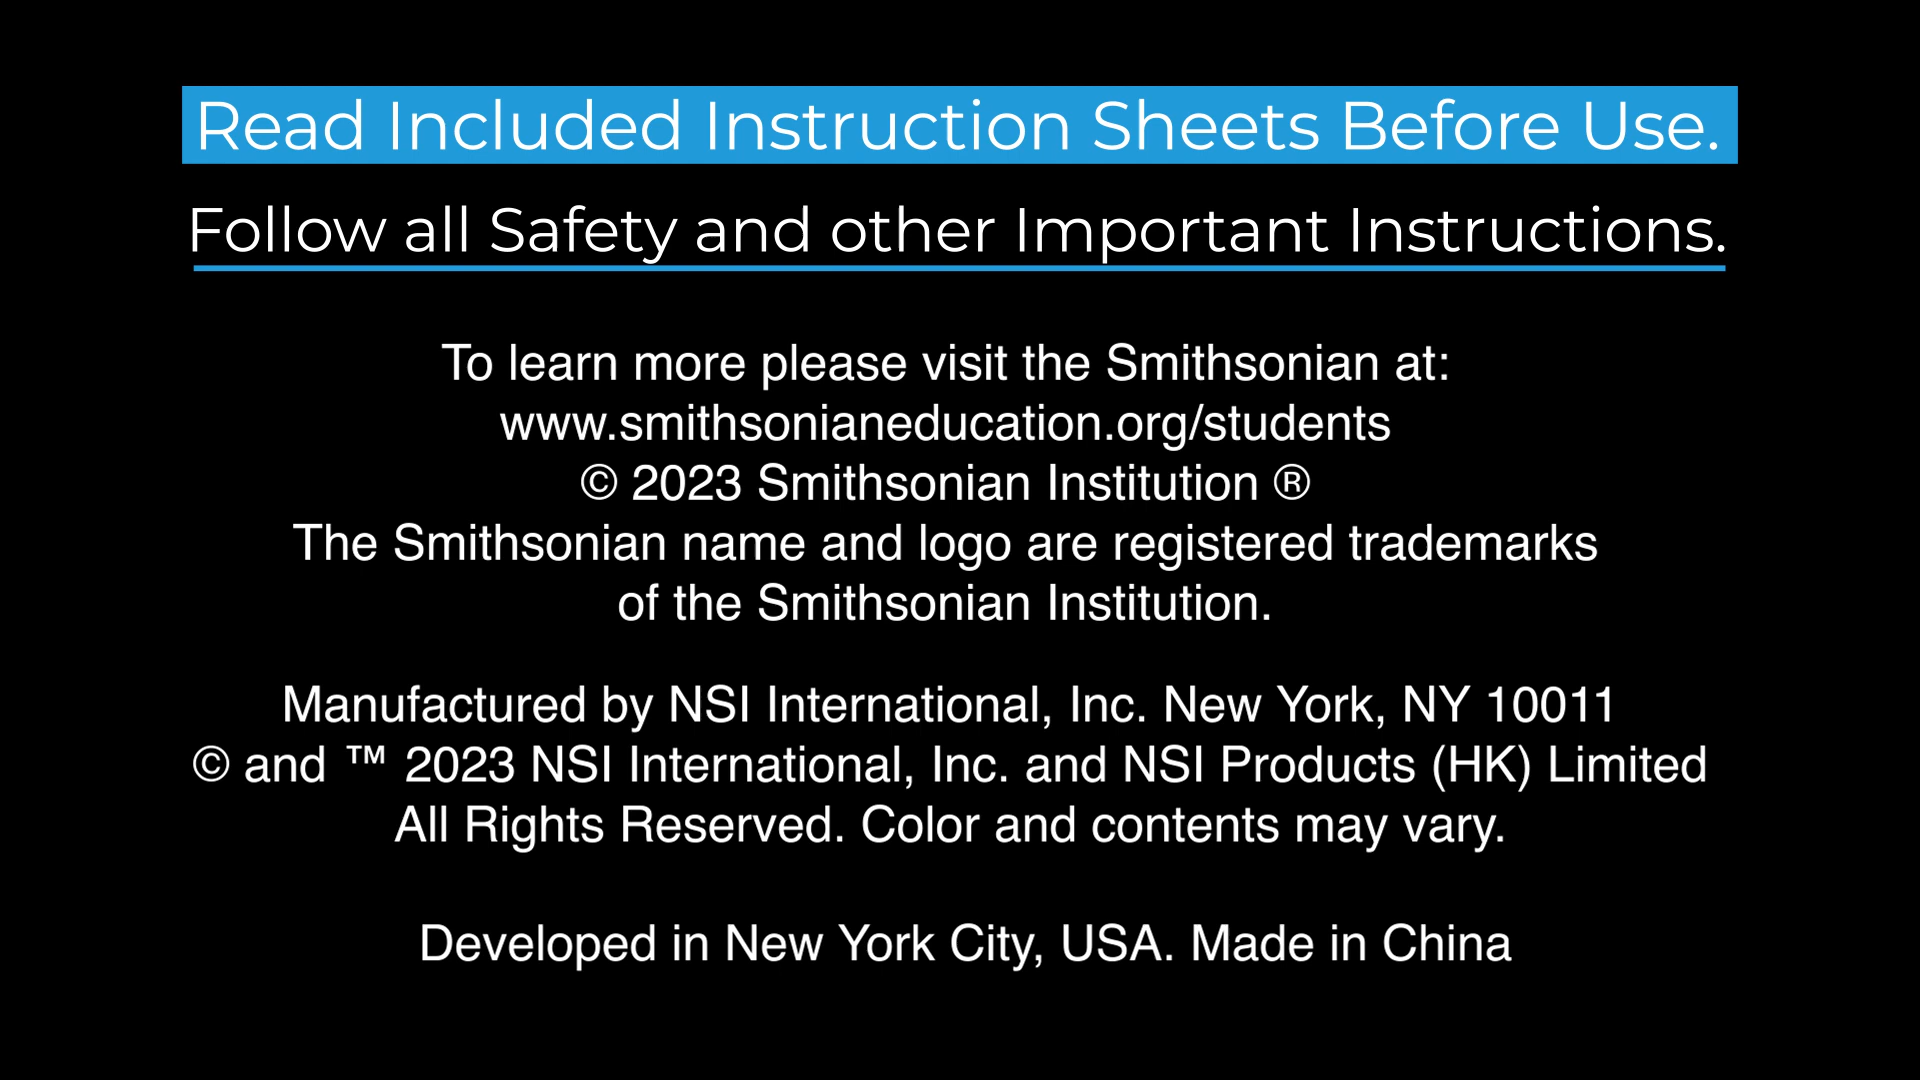 Read Included Instruction Sheets Before Use.
Follow all Safety and other Important Instructions.
To learn more please visit the Smithsonian at:
www.smithsonianeducation.org/students
© 2023 Smithsonian Institution ®
The Smithsonian name and logo are registered trademarks
of the Smithsonian Institution.
Manufactured by NSI International, Inc. New York, NY 10011
© and ™ 2023 NSI International, Inc. and NSI Products (HK) Limited
All Rights Reserved. Color and contents may vary.
Developed in New York City, USA. Made in China